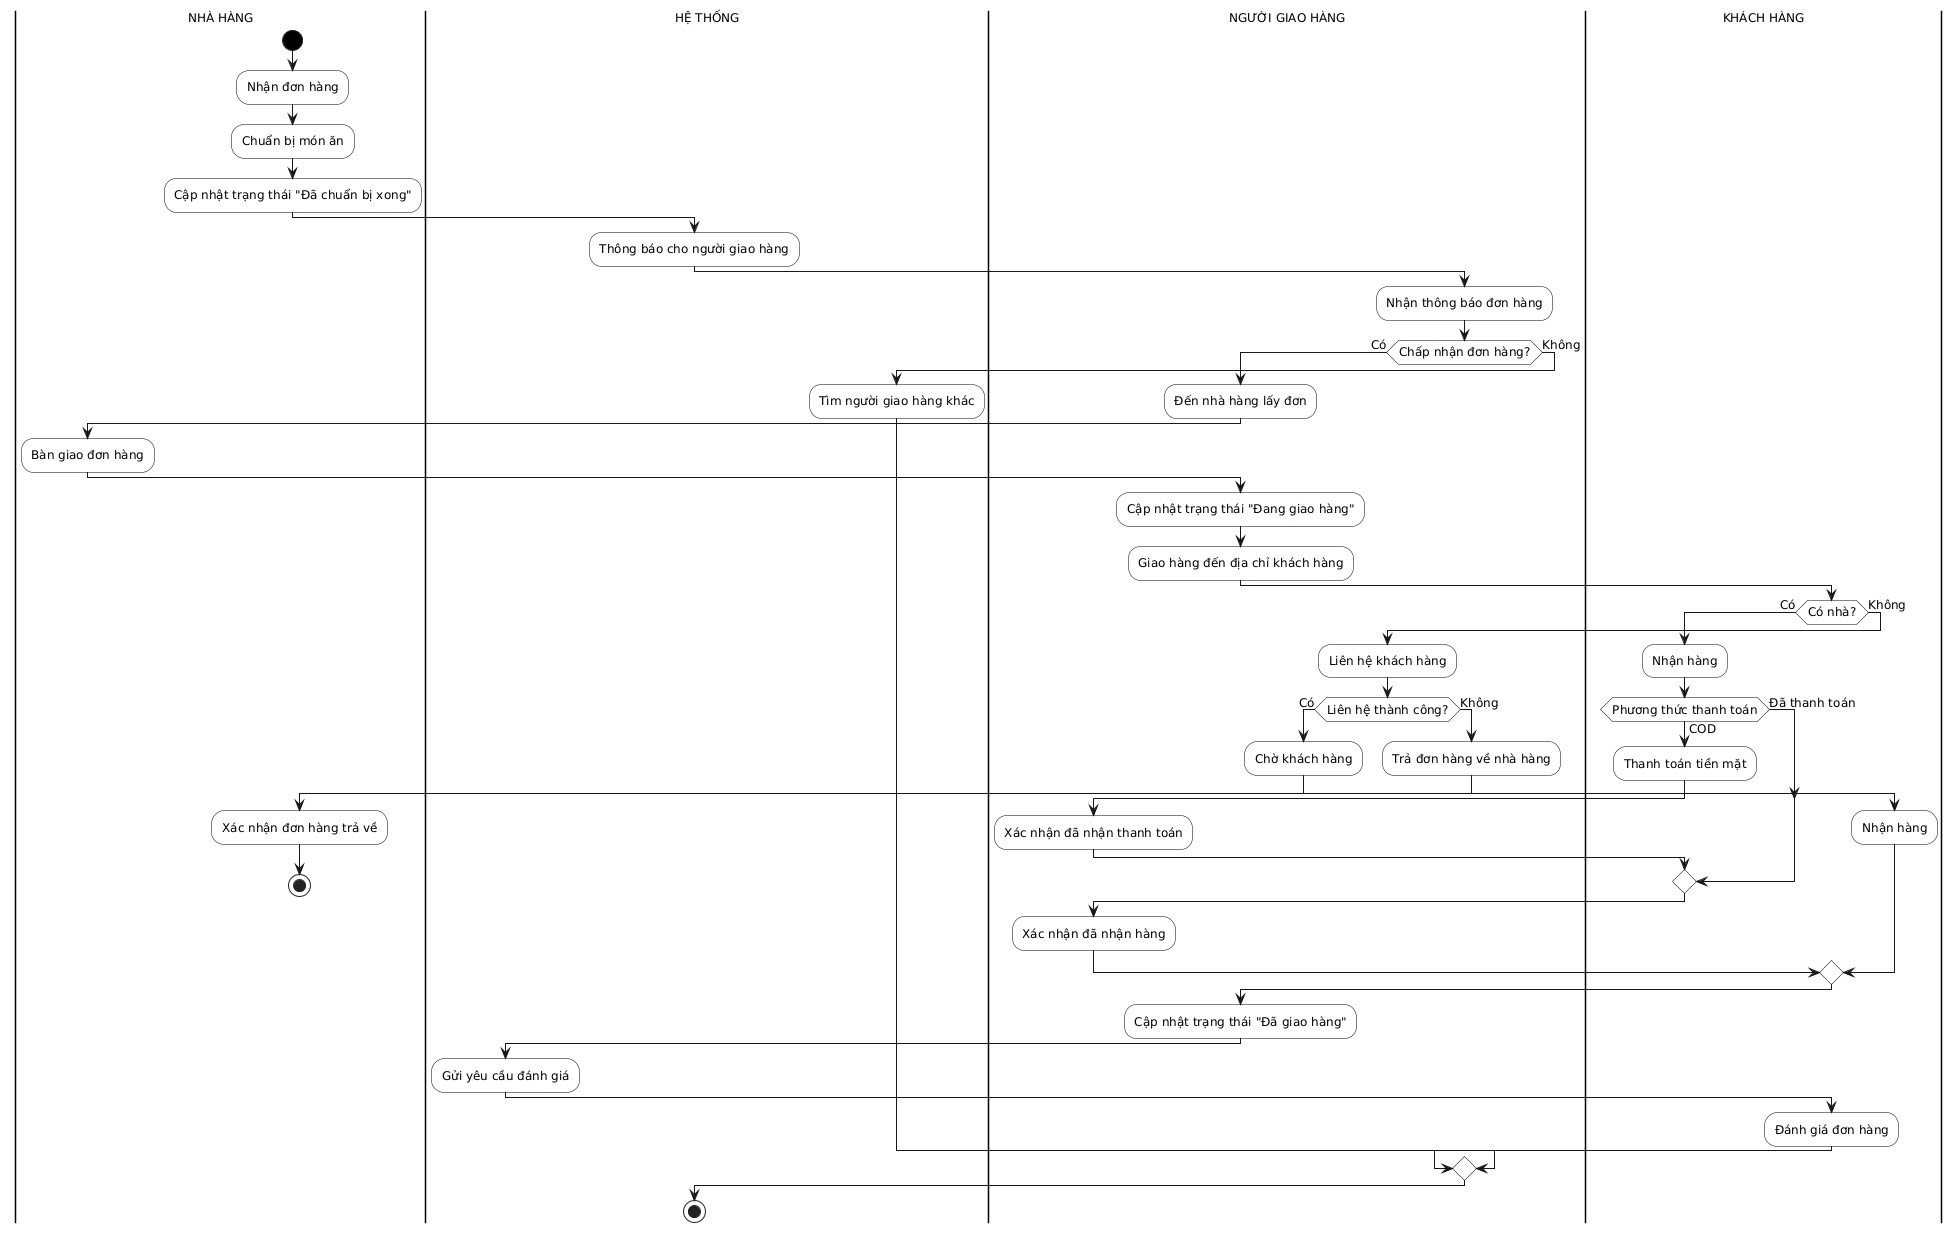 NHÀ HÀNG
HỆ THỐNG
NGƯỜI GIAO HÀNG
KHÁCH HÀNG
Nhận đơn hàng
Chuẩn bị món ăn
Cập nhật trạng thái "Đã chuẩn bị xong"
Thông báo cho người giao hàng
Nhận thông báo đơn hàng
Có
Chấp nhận đơn hàng?
Không
Tìm người giao hàng khác
Đến nhà hàng lấy đơn
Bàn giao đơn hàng
Cập nhật trạng thái "Đang giao hàng"
Giao hàng đến địa chỉ khách hàng
Có
Có nhà?
Không
Liên hệ khách hàng
Nhận hàng
Có
Liên hệ thành công?
Không
Phương thức thanh toán
Đã thanh toán
COD
Chờ khách hàng
Trả đơn hàng về nhà hàng
Thanh toán tiền mặt
Xác nhận đơn hàng trả về
Xác nhận đã nhận thanh toán
Nhận hàng
Xác nhận đã nhận hàng
Cập nhật trạng thái "Đã giao hàng"
Gửi yêu cầu đánh giá
Đánh giá đơn hàng